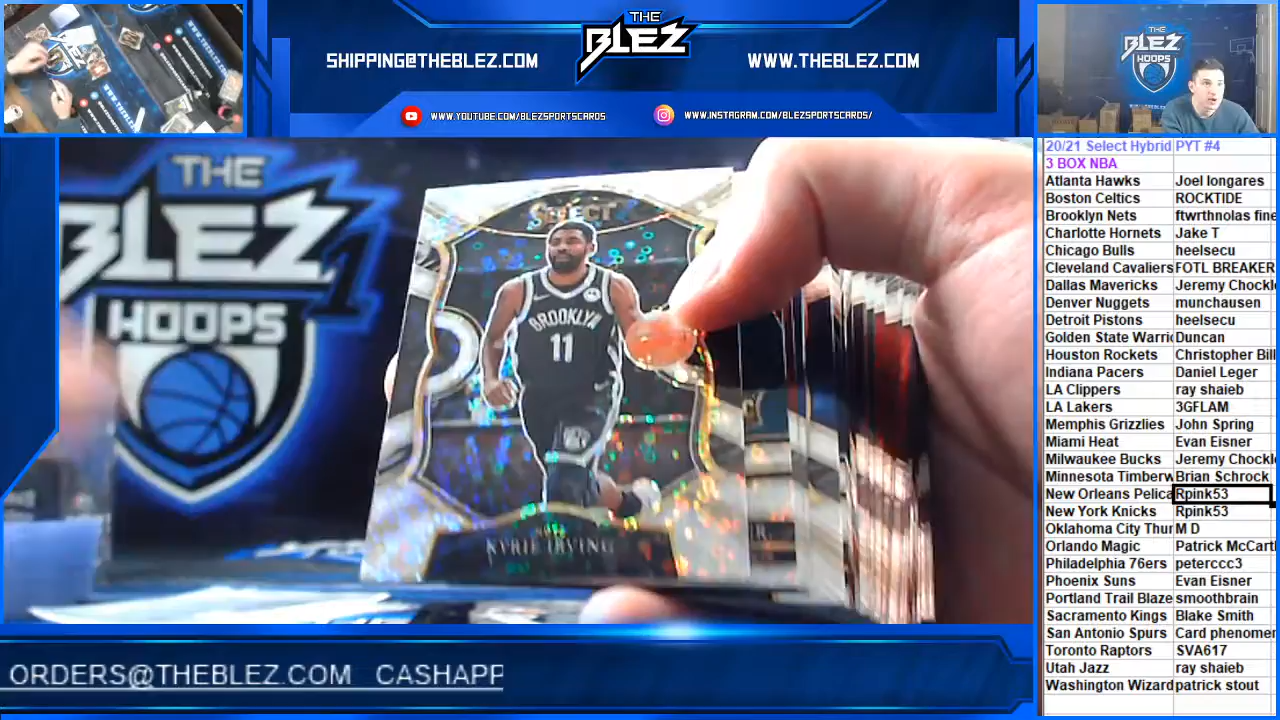 THE
BLEZ
SHIPPING@THEBLEZ.COM
WWW.THEBLEZ.COM
WWW.YOUTUBE.COM/BLEZSPORTSCARDS
WWW.INSTAGRAM.COM/BLEZSPORTSCARDS/
BLEZ
HOOPS
THE
BLEZ
HOOPS
SELECT
BROOKLYN
11
KYRIE IRVING
20/21 Select Hybrid PYT #4
3 BOX NBA
Atlanta Hawks Joel longares
Boston Celtics ROCKTIDE
Brooklyn Nets ftwrthnolas fine
Charlotte Hornets Jake T
Chicago Bulls heelsecu
Cleveland Cavaliers FOTL BREAKER
Dallas Mavericks Jeremy Chockl
Denver Nuggets munchausen
Detroit Pistons heelsecu
Golden State Warric Duncan
Houston Rockets Christopher Bill
Indiana Pacers Daniel Leger
LA Clippers ray shaieb
LA Lakers 3GFLAM
Memphis Grizzlies John Spring
Miami Heat Evan Eisner
Milwaukee Bucks Jeremy Chockl
Minnesota Timberw Brian Schrock
New Orleans Pelica Rpink53
New York Knicks Rpink53
Oklahoma City Thur M D
Orlando Magic Patrick McCart
Philadelphia 76ers peterccc3
Phoenix Suns Evan Eisner
Portland Trail Blaze smoothbrain
Sacramento Kings Blake Smith
San Antonio Spurs Card phenomer
Toronto Raptors SVA617
Utah Jazz ray shaieb
Washington Wizard patrick stout
ORDERS@THEBLEZ.COM CASHAPP